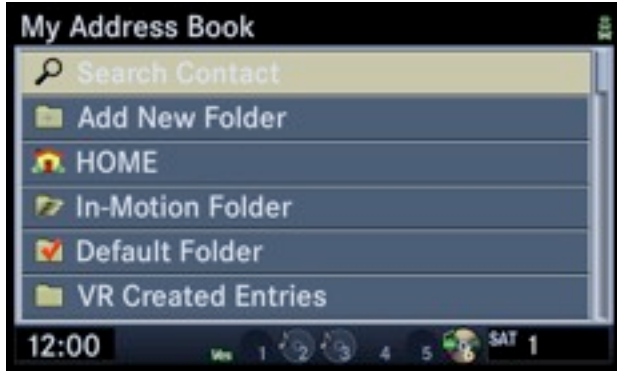 My Address Book
Search Contact
Add New Folder
HOME
In-Motion Folder
Default Folder
VR Created Entries
12:00 1 2 3 4 5 6 SAT 1